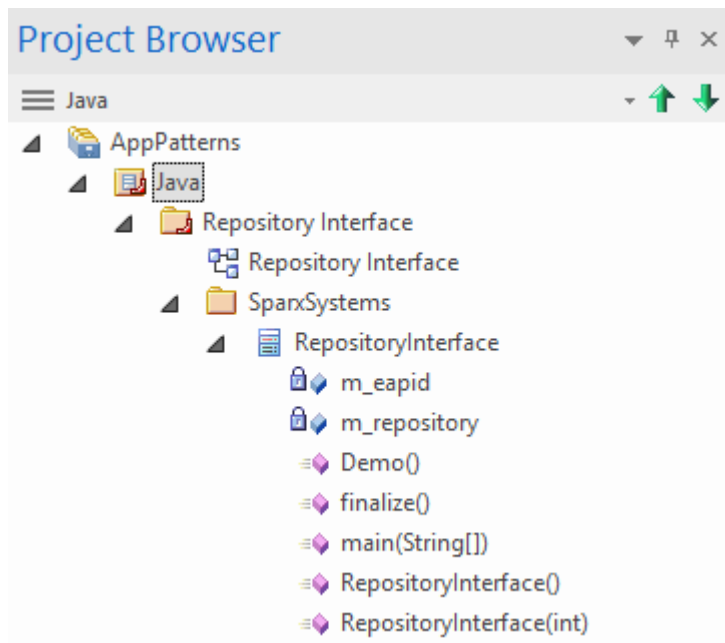 Project Browser
Java
AppPatterns
Java
Repository Interface
Repository Interface
SparxSystems
RepositoryInterface
m_eapid
m_repository
Demo()
finalize()
main(String[])
RepositoryInterface()
RepositoryInterface(int)